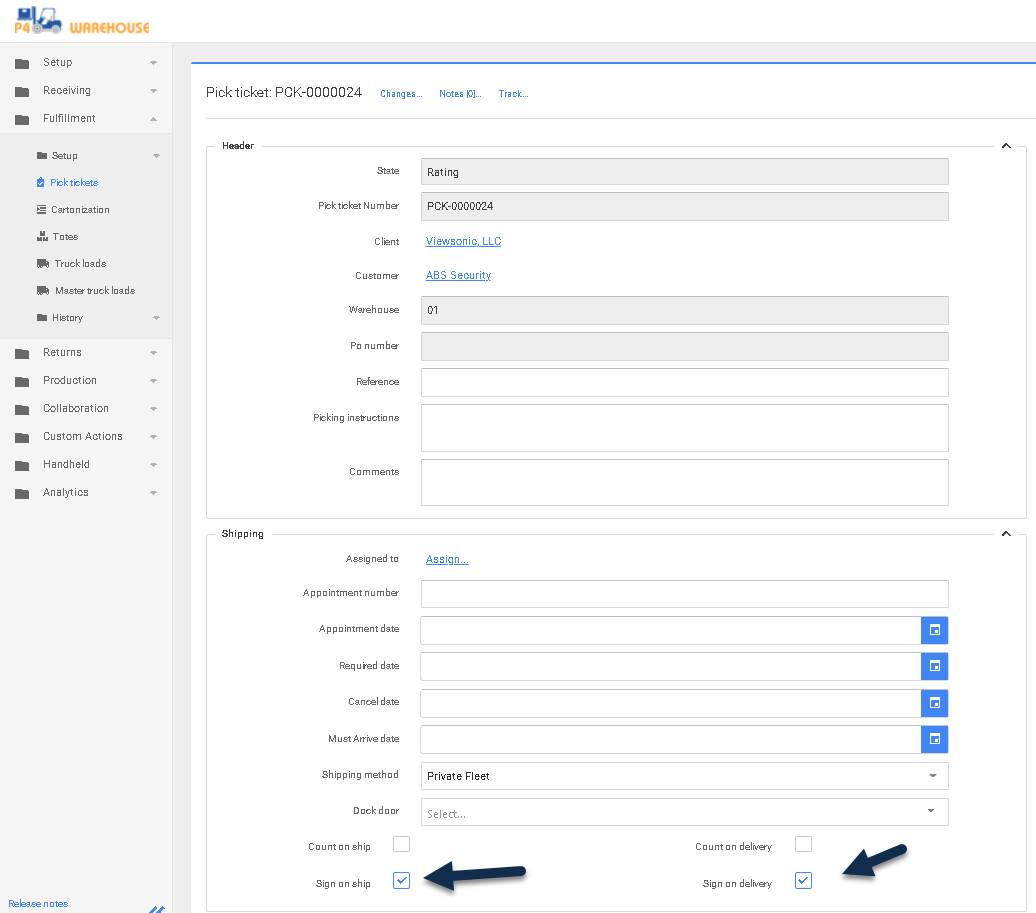 P4 WAREHOUSE
Setup
Receiving
Fulfillment
Setup
Pick tickets
Cartonization
Totes
Truck loads
Master truck loads
History
Returns
Production
Collaboration
Custom Actions
Handheld
Analytics
Release notes
Pick ticket: PCK-0000024 Changes... Notes [0]... Track...
Header
State Rating
Pick ticket Number PCK-0000024
Client Viewsonic, LLC
Customer ABS Security
Warehouse 01
Po number
Reference
Picking instructions
Comments
Shipping
Assigned to Assign...
Appointment number
Appointment date
Required date
Cancel date
Must Arrive date
Shipping method Private Fleet
Dock door Select...
Count on ship Count on delivery
Sign on ship Sign on delivery